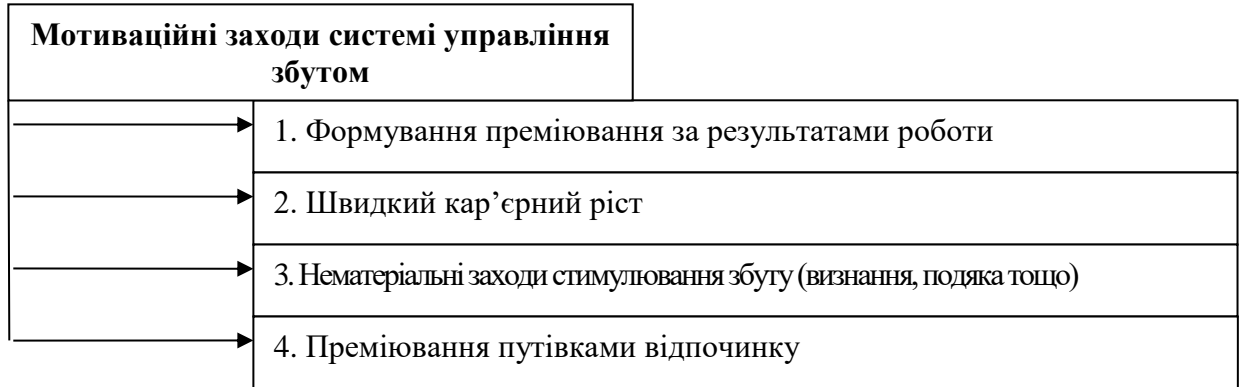 Мотиваційні заходи системі управління
збутом
1. Формування преміювання за результатами роботи
2. Швидкий кар’єрний ріст
3. Нематеріальні заходи стимулювання збуту (визнання, подяка тощо)
4. Преміювання путівками відпочинку